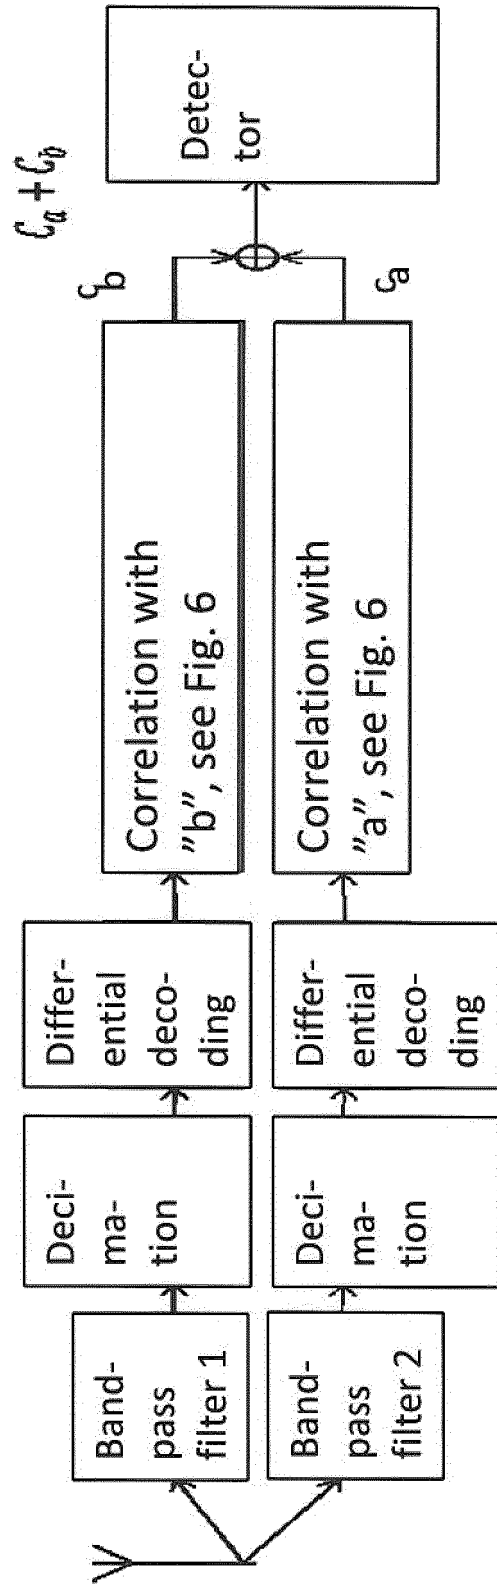 Band-
pass
filter 1
Deci-
ma-
tion
Differ-
ential
deco-
ding
Correlation with
”b”, see Fig. 6
c_b
C_a + C_b
Detec-
tor
Band-
pass
filter 2
Deci-
ma-
tion
Differ-
ential
deco-
ding
Correlation with
”a”, see Fig. 6
c_a